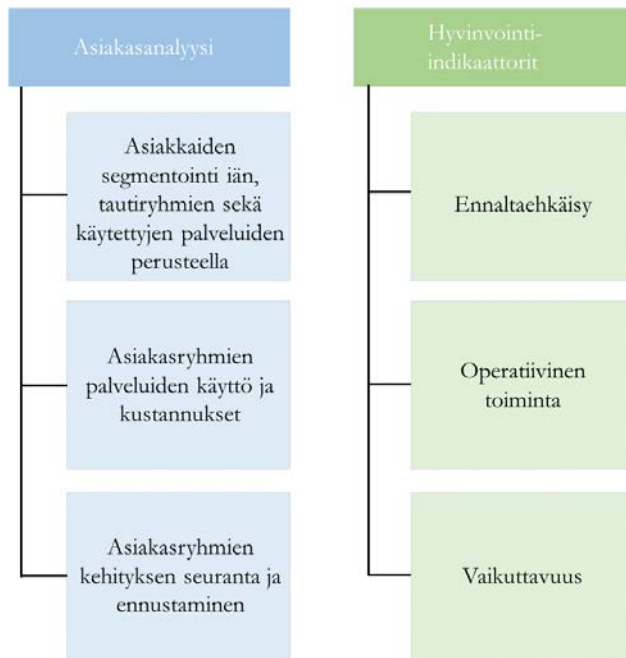 Asiakasanalyysi
Asiakkaiden
segmentointi iän,
tautiryhmien sekä
käytettyjen palveluiden
perusteella
Asiakasryhmien
palveluiden käyttö ja
kustannukset
Asiakasryhmien
kehityksen seuranta ja
ennustaminen
Hyvinvointi-
indikaattorit
Ennaltaehkäisy
Operatiivinen
toiminta
Vaikuttavuus